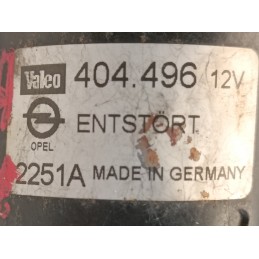 Valeo 404.496 12V
ENTSTÖRT
OPEL
2251A MADE IN GERMANY